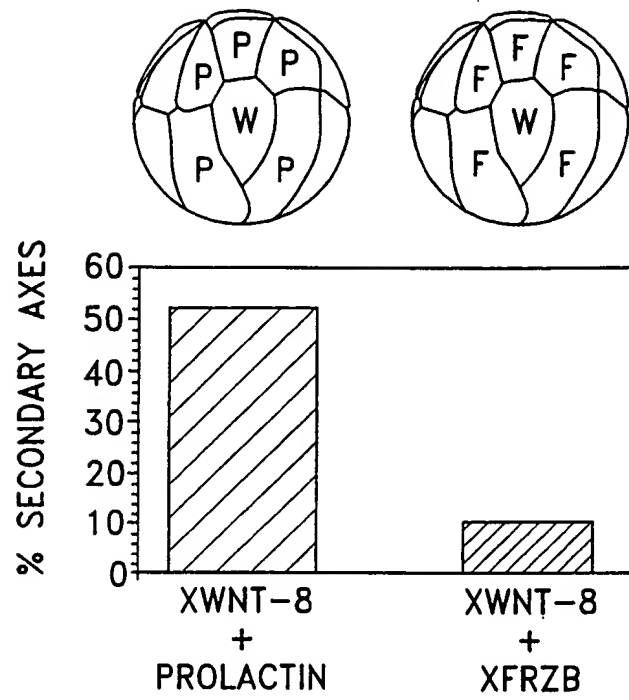 P
P P
W
P P
F
F F
W
F F
% SECONDARY AXES
60
50
40
30
20
10
0
XWNT-8
+
PROLACTIN
XWNT-8
+
XFRZB